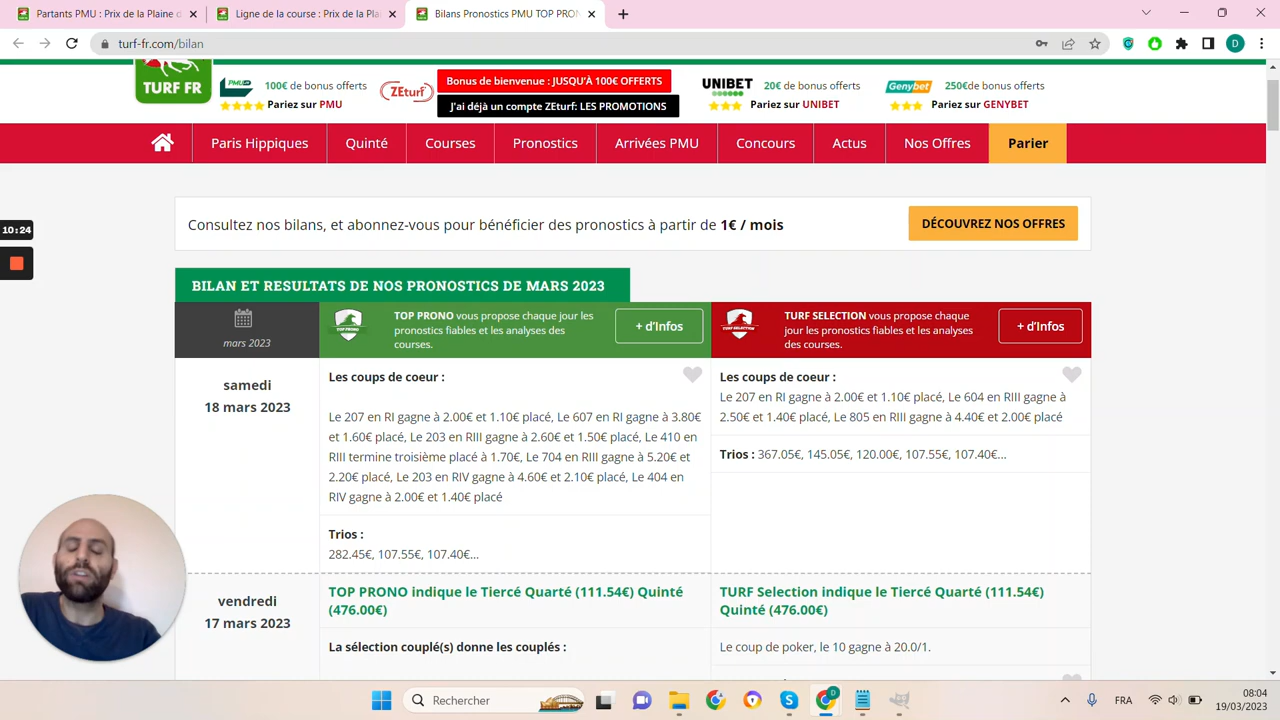 Partants PMU : Prix de la Plaine d
Ligne de la course : Prix de la Pla
Bilans Pronostics PMU TOP PRON
turf-fr.com/bilan
D
TURF FR
PMU
100€ de bonus offerts
Pariez sur PMU
ZEturf
Bonus de bienvenue : JUSQU'À 100€ OFFERTS
J'ai déjà un compte ZEturf: LES PROMOTIONS
UNIBET
20€ de bonus offerts
Pariez sur UNIBET
Genybet
250€de bonus offerts
Pariez sur GENYBET
Paris Hippiques
Quinté
Courses
Pronostics
Arrivées PMU
Concours
Actus
Nos Offres
Parier
10:24
Consultez nos bilans, et abonnez-vous pour bénéficier des pronostics à partir de 1€ / mois
DÉCOUVREZ NOS OFFRES
BILAN ET RESULTATS DE NOS PRONOSTICS DE MARS 2023
mars 2023
TOP PRONO
TOP PRONO vous propose chaque jour les
pronostics fiables et les analyses des
courses.
+ d'Infos
TURF SELECTION
TURF SELECTION vous propose chaque
jour les pronostics fiables et les analyses
des courses.
+ d'Infos
samedi
18 mars 2023
Les coups de coeur :
Le 207 en RI gagne à 2.00€ et 1.10€ placé, Le 607 en RI gagne à 3.80€
et 1.60€ placé, Le 203 en RIII gagne à 2.60€ et 1.50€ placé, Le 410 en
RIII termine troisième placé à 1.70€, Le 704 en RIII gagne à 5.20€ et
2.20€ placé, Le 203 en RIV gagne à 4.60€ et 2.10€ placé, Le 404 en
RIV gagne à 2.00€ et 1.40€ placé
Trios :
282.45€, 107.55€, 107.40€...
Les coups de coeur :
Le 207 en RI gagne à 2.00€ et 1.10€ placé, Le 604 en RIII gagne à
2.50€ et 1.40€ placé, Le 805 en RIII gagne à 4.40€ et 2.00€ placé
Trios : 367.05€, 145.05€, 120.00€, 107.55€, 107.40€...
vendredi
17 mars 2023
TOP PRONO indique le Tiercé Quarté (111.54€) Quinté
(476.00€)
La sélection couplé(s) donne les couplés :
TURF Selection indique le Tiercé Quarté (111.54€)
Quinté (476.00€)
Le coup de poker, le 10 gagne à 20.0/1.
Rechercher
D
FRA
08:04
19/03/2023